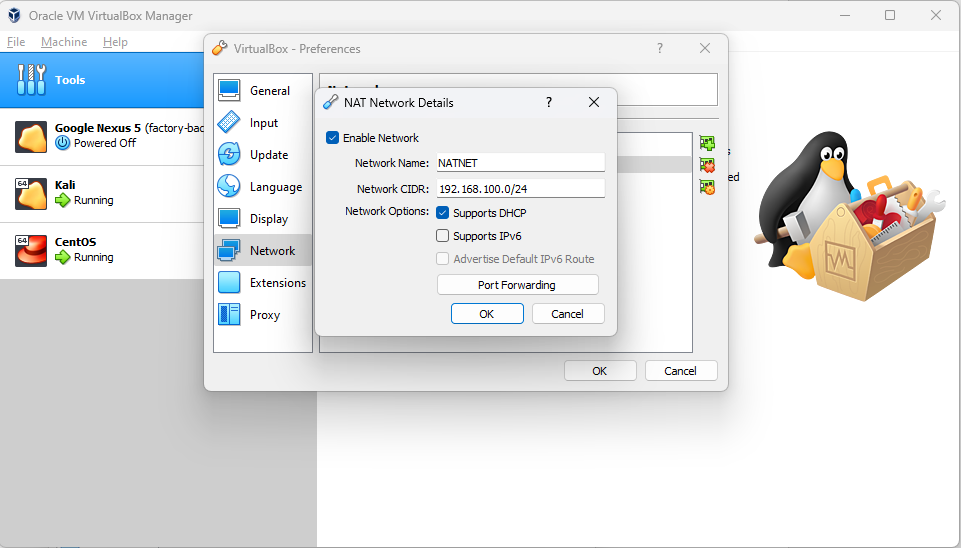 Oracle VM VirtualBox Manager
File Machine Help
Tools
Google Nexus 5 (factory-bac
Powered Off
64
Kali
Running
64
CentOS
Running
VirtualBox - Preferences
?
General
Input
Update
Language
Display
Network
Extensions
Proxy
NAT Network Details
?
Enable Network
Network Name: NATNET
Network CIDR: 192.168.100.0/24
Network Options: Supports DHCP
Supports IPv6
Advertise Default IPv6 Route
Port Forwarding
OK Cancel
OK Cancel